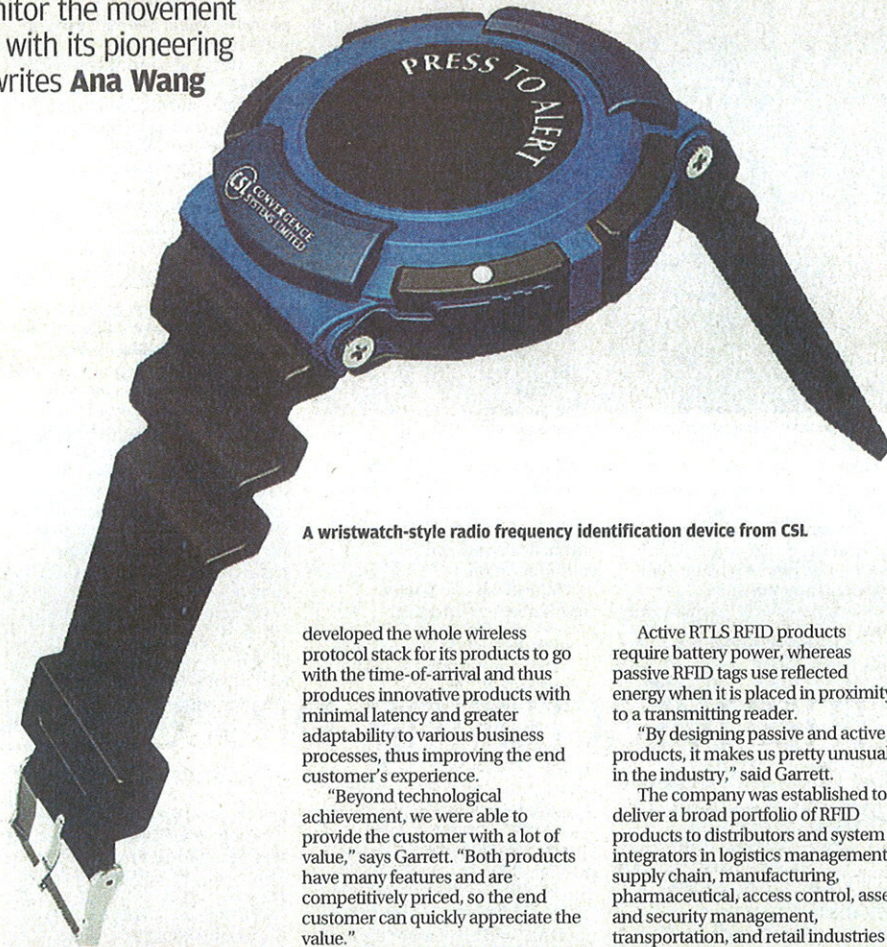 nitor the movement
with its pioneering
writes Ana Wang
PRESS TO ALERT
CSL CONVERGENCE
SYSTEMS LIMITED
A wristwatch-style radio frequency identification device from CSL
developed the whole wireless
protocol stack for its products to go
with the time-of-arrival and thus
produces innovative products with
minimal latency and greater
adaptability to various business
processes, thus improving the end
customer's experience.
"Beyond technological
achievement, we were able to
provide the customer with a lot of
value," says Garrett. "Both products
have many features and are
competitively priced, so the end
customer can quickly appreciate the
value."
Active RTLS RFID products
require battery power, whereas
passive RFID tags use reflected
energy when it is placed in proximity
to a transmitting reader.
"By designing passive and active
products, it makes us pretty unusual
in the industry," said Garrett.
The company was established to
deliver a broad portfolio of RFID
products to distributors and system
integrators in logistics management
supply chain, manufacturing,
pharmaceutical, access control, asse
and security management,
transportation, and retail industries